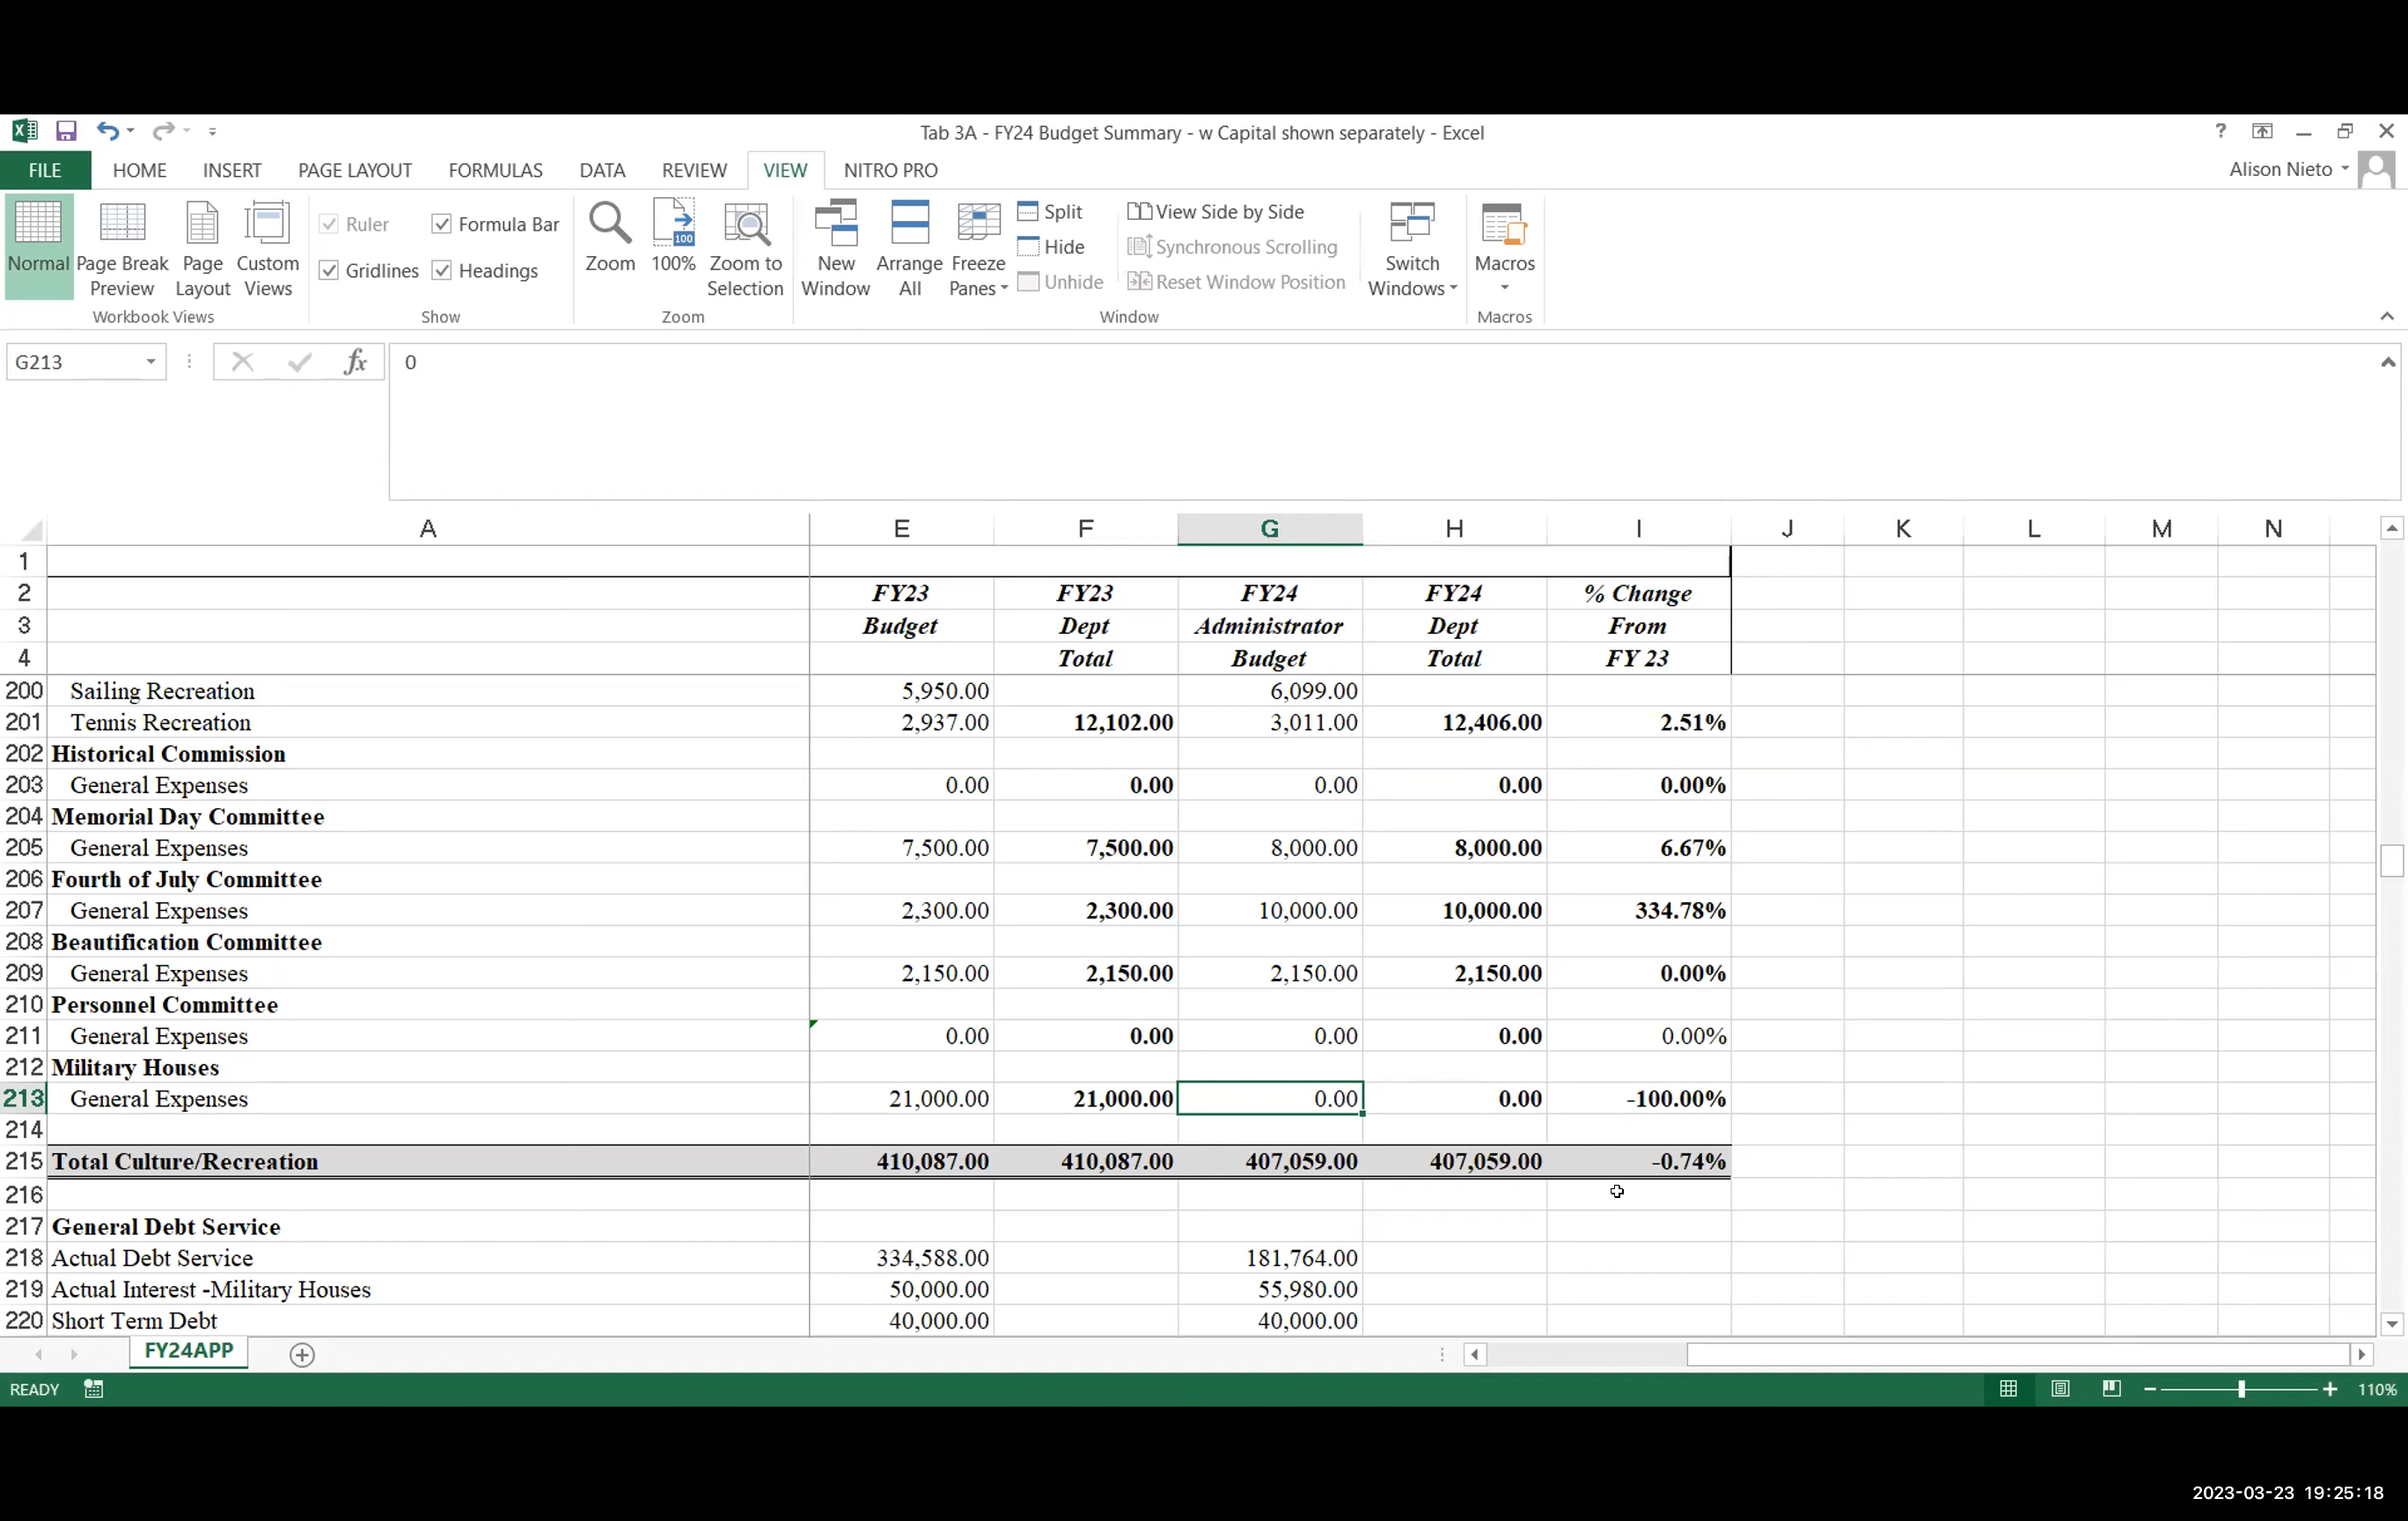 Tab 3A - FY24 Budget Summary - w Capital shown separately - Excel
?
FILE HOME INSERT PAGE LAYOUT FORMULAS DATA REVIEW VIEW NITRO PRO
Alison Nieto
Normal
Page Break Preview
Page Layout
Custom Views
Workbook Views
Ruler
Formula Bar
Gridlines
Headings
Show
Zoom
100
100%
Zoom to Selection
Zoom
New Window
Arrange All
Freeze Panes
Split
Hide
Unhide
View Side by Side
Synchronous Scrolling
Reset Window Position
Window
Switch Windows
Macros
Macros
G213 fx 0
A E F G H I J K L M N
1
2 FY23 FY23 FY24 FY24 % Change
3 Budget Dept Administrator Dept From
4 Total Budget Total FY 23
200 Sailing Recreation 5,950.00 6,099.00
201 Tennis Recreation 2,937.00 12,102.00 3,011.00 12,406.00 2.51%
202 Historical Commission
203 General Expenses 0.00 0.00 0.00 0.00 0.00%
204 Memorial Day Committee
205 General Expenses 7,500.00 7,500.00 8,000.00 8,000.00 6.67%
206 Fourth of July Committee
207 General Expenses 2,300.00 2,300.00 10,000.00 10,000.00 334.78%
208 Beautification Committee
209 General Expenses 2,150.00 2,150.00 2,150.00 2,150.00 0.00%
210 Personnel Committee
211 General Expenses 0.00 0.00 0.00 0.00 0.00%
212 Military Houses
213 General Expenses 21,000.00 21,000.00 0.00 0.00 -100.00%
214
215 Total Culture/Recreation 410,087.00 410,087.00 407,059.00 407,059.00 -0.74%
216
217 General Debt Service
218 Actual Debt Service 334,588.00 181,764.00
219 Actual Interest -Military Houses 50,000.00 55,980.00
220 Short Term Debt 40,000.00 40,000.00
FY24APP
READY
110%
2023-03-23 19:25:18